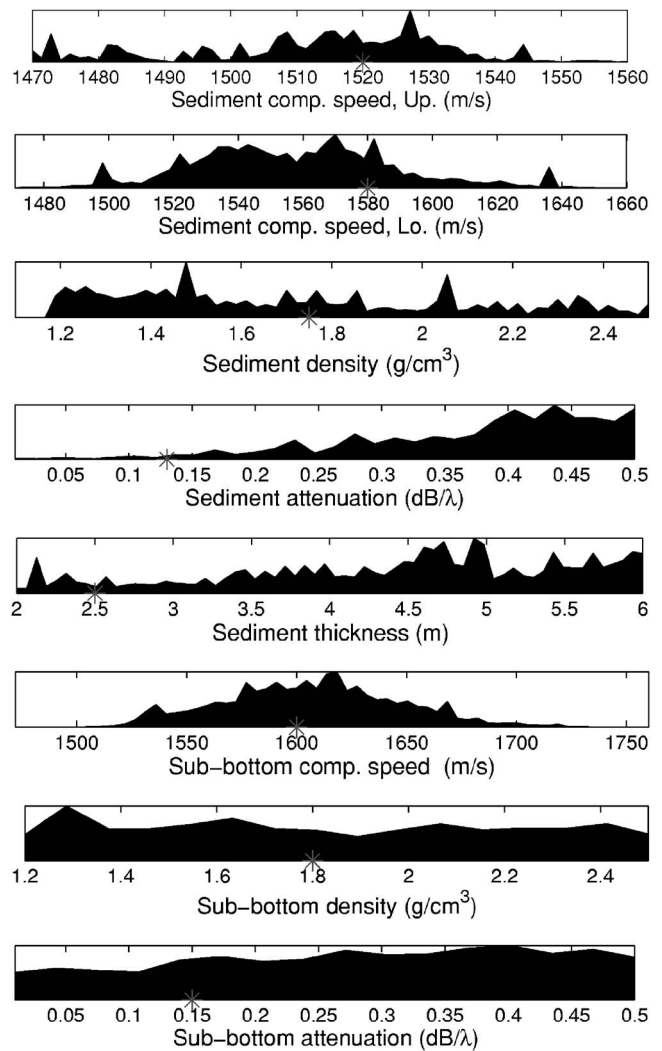 1470 1480 1490 1500 1510 1520 1530 1540 1550 1560
Sediment comp. speed, Up. (m/s)
1480 1500 1520 1540 1560 1580 1600 1620 1640 1660
Sediment comp. speed, Lo. (m/s)
1.2 1.4 1.6 1.8 2 2.2 2.4
Sediment density (g/cm³)
0.05 0.1 0.15 0.2 0.25 0.3 0.35 0.4 0.45 0.5
Sediment attenuation (dB/λ)
2 2.5 3 3.5 4 4.5 5 5.5 6
Sediment thickness (m)
1500 1550 1600 1650 1700 1750
Sub−bottom comp. speed (m/s)
1.2 1.4 1.6 1.8 2 2.2 2.4
Sub−bottom density (g/cm³)
0.05 0.1 0.15 0.2 0.25 0.3 0.35 0.4 0.45 0.5
Sub−bottom attenuation (dB/λ)